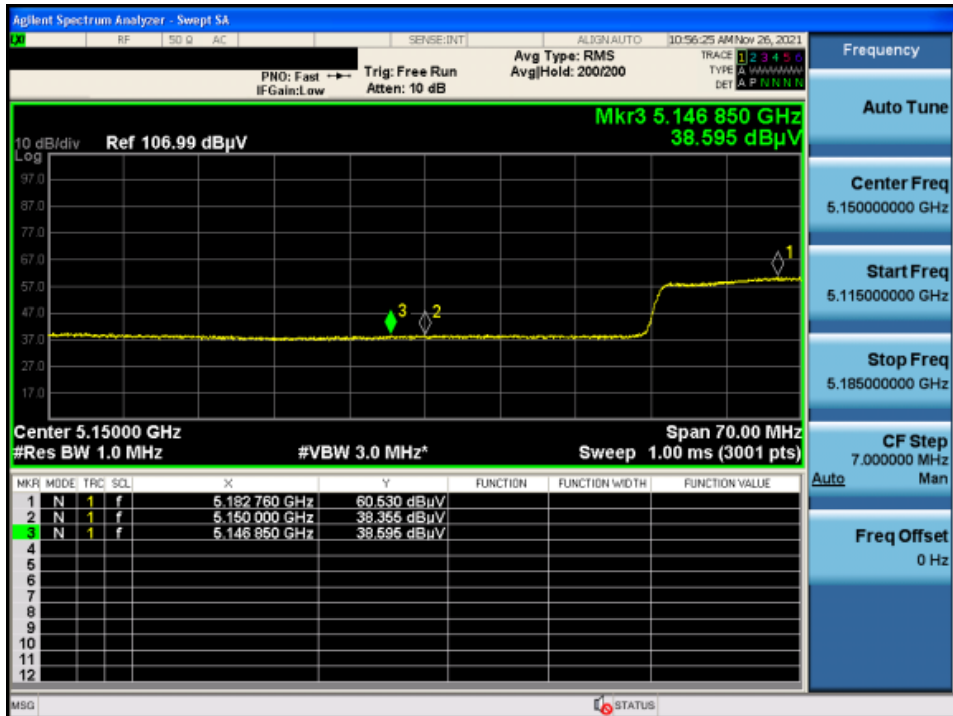 Agilent Spectrum Analyzer - Swept SA
LXI RF 50 Ω AC SENSE:INT ALIGNAUTO 10:56:25 AM Nov 26, 2021
PNO: Fast Trig: Free Run Avg Type: RMS TRACE 1 2 3 4 5 6
IFGain:Low Atten: 10 dB Avg|Hold: 200/200 TYPE A WWWWW
DET A P N N N N
Mkr3 5.146 850 GHz
38.595 dBµV
10 dB/div Ref 106.99 dBµV
Log
97.0
87.0
77.0
67.0
57.0
47.0
37.0
27.0
17.0
1
3 2
Center 5.15000 GHz Span 70.00 MHz
#Res BW 1.0 MHz #VBW 3.0 MHz* Sweep 1.00 ms (3001 pts)
MKR MODE TRC SCL X Y FUNCTION FUNCTION WIDTH FUNCTION VALUE
1 N 1 f 5.182 760 GHz 60.530 dBµV
2 N 1 f 5.150 000 GHz 38.355 dBµV
3 N 1 f 5.146 850 GHz 38.595 dBµV
4
5
6
7
8
9
10
11
12
MSG STATUS
Frequency
Auto Tune
Center Freq
5.150000000 GHz
Start Freq
5.115000000 GHz
Stop Freq
5.185000000 GHz
CF Step
7.000000 MHz
Auto Man
Freq Offset
0 Hz